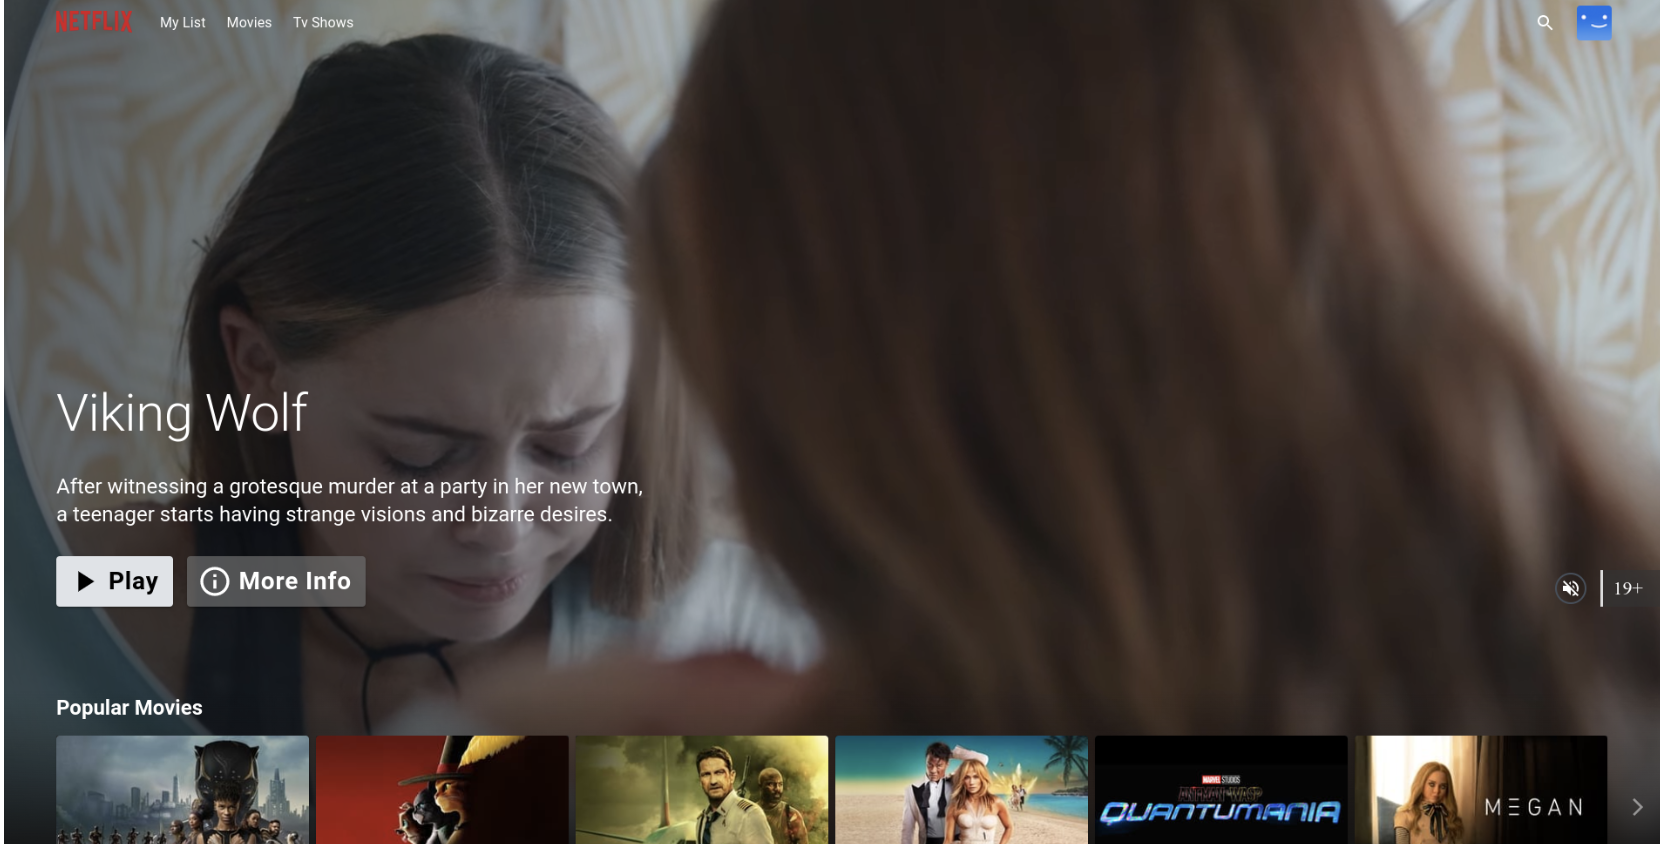 NETFLIX My List Movies Tv Shows
Viking Wolf
After witnessing a grotesque murder at a party in her new town,
a teenager starts having strange visions and bizarre desires.
Play More Info
19+
Popular Movies
MARVEL STUDIOS
ANT-MAN AND THE WASP
QUANTUMANIA
M3GAN